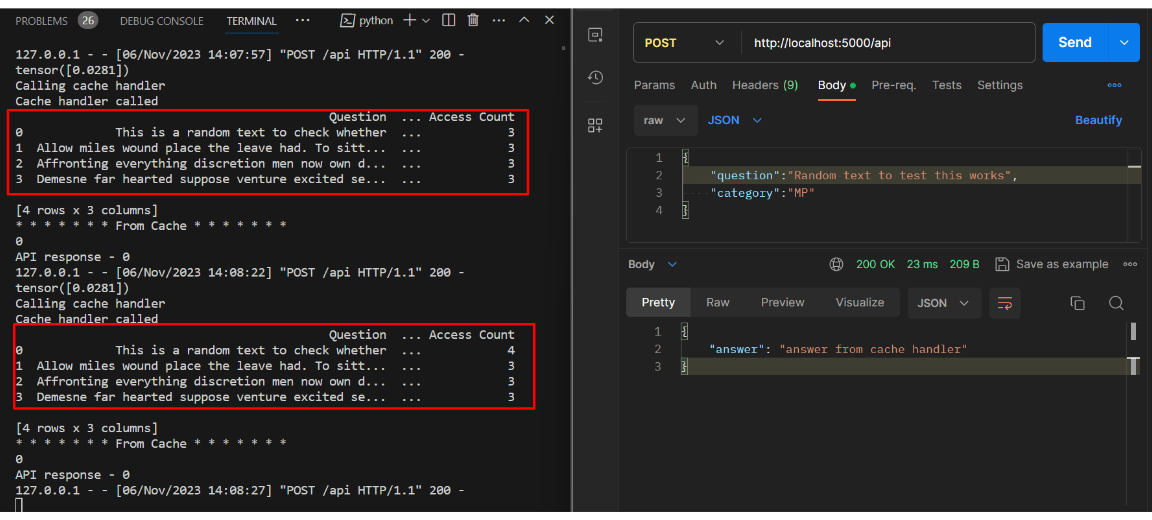 PROBLEMS 26 DEBUG CONSOLE TERMINAL ··· python
127.0.0.1 - - [06/Nov/2023 14:07:57] "POST /api HTTP/1.1" 200 -
tensor([0.0281])
Calling cache handler
Cache handler called
Question ... Access Count
0 This is a random text to check whether ... 3
1 Allow miles wound place the leave had. To sitt... ... 3
2 Affronting everything discretion men now own d... ... 3
3 Demesne far hearted suppose venture excited se... ... 3
[4 rows x 3 columns]
* * * * * * * From Cache * * * * * * *
0
API response - 0
127.0.0.1 - - [06/Nov/2023 14:08:22] "POST /api HTTP/1.1" 200 -
tensor([0.0281])
Calling cache handler
Cache handler called
Question ... Access Count
0 This is a random text to check whether ... 4
1 Allow miles wound place the leave had. To sitt... ... 3
2 Affronting everything discretion men now own d... ... 3
3 Demesne far hearted suppose venture excited se... ... 3
[4 rows x 3 columns]
* * * * * * * From Cache * * * * * * *
0
API response - 0
127.0.0.1 - - [06/Nov/2023 14:08:27] "POST /api HTTP/1.1" 200 -
POST http://localhost:5000/api Send
Params Auth Headers (9) Body Pre-req. Tests Settings
raw JSON Beautify
1 {
2 "question":"Random text to test this works",
3 "category":"MP"
4 }
Body 200 OK 23 ms 209 B Save as example
Pretty Raw Preview Visualize JSON
1 {
2 "answer": "answer from cache handler"
3 }